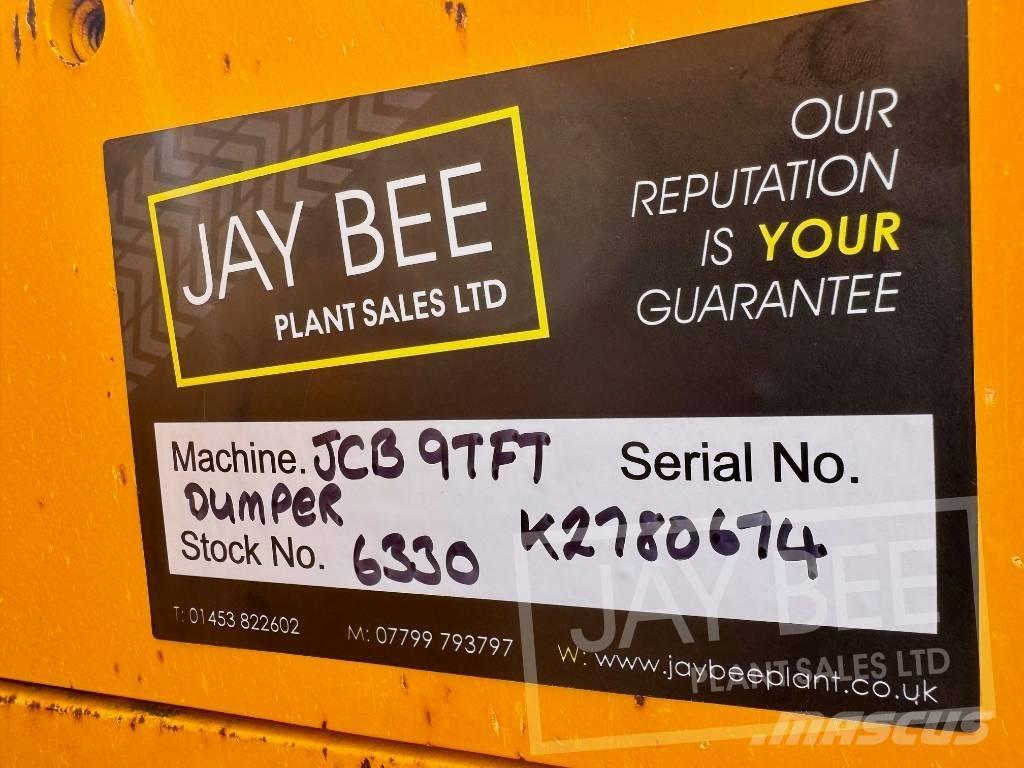 JAY BEE
PLANT SALES LTD
OUR
REPUTATION
IS YOUR
GUARANTEE
Machine. JCB 9TFT
DUMPER
Serial No.
K2780674
Stock No. 6330
T: 01453 822602
M: 07799 793797
W: www.jaybeeplant.co.uk
JAY BEE
PLANT SALES LTD
MASCUS